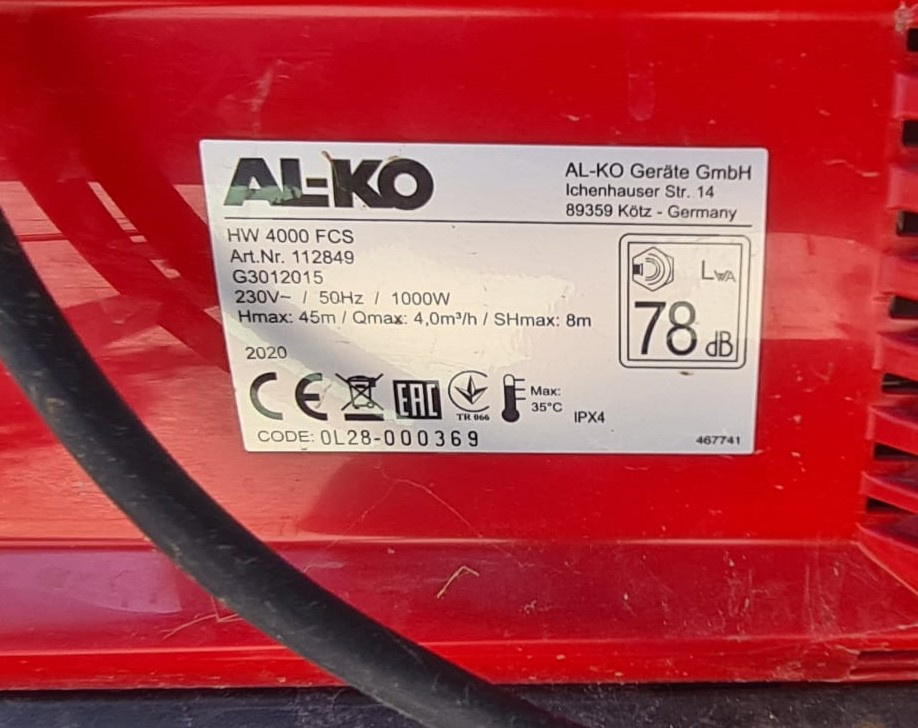 AL-KO
AL-KO Geräte GmbH
Ichenhauser Str. 14
89359 Kötz - Germany
HW 4000 FCS
Art.Nr. 112849
G3012015
230V~ / 50Hz / 1000W
Hmax: 45m / Qmax: 4,0m³/h / SHmax: 8m
LWA
78 dB
2020
CE EAC TR 066 Max: 35°C IPX4
CODE: 0L28-000369
467741